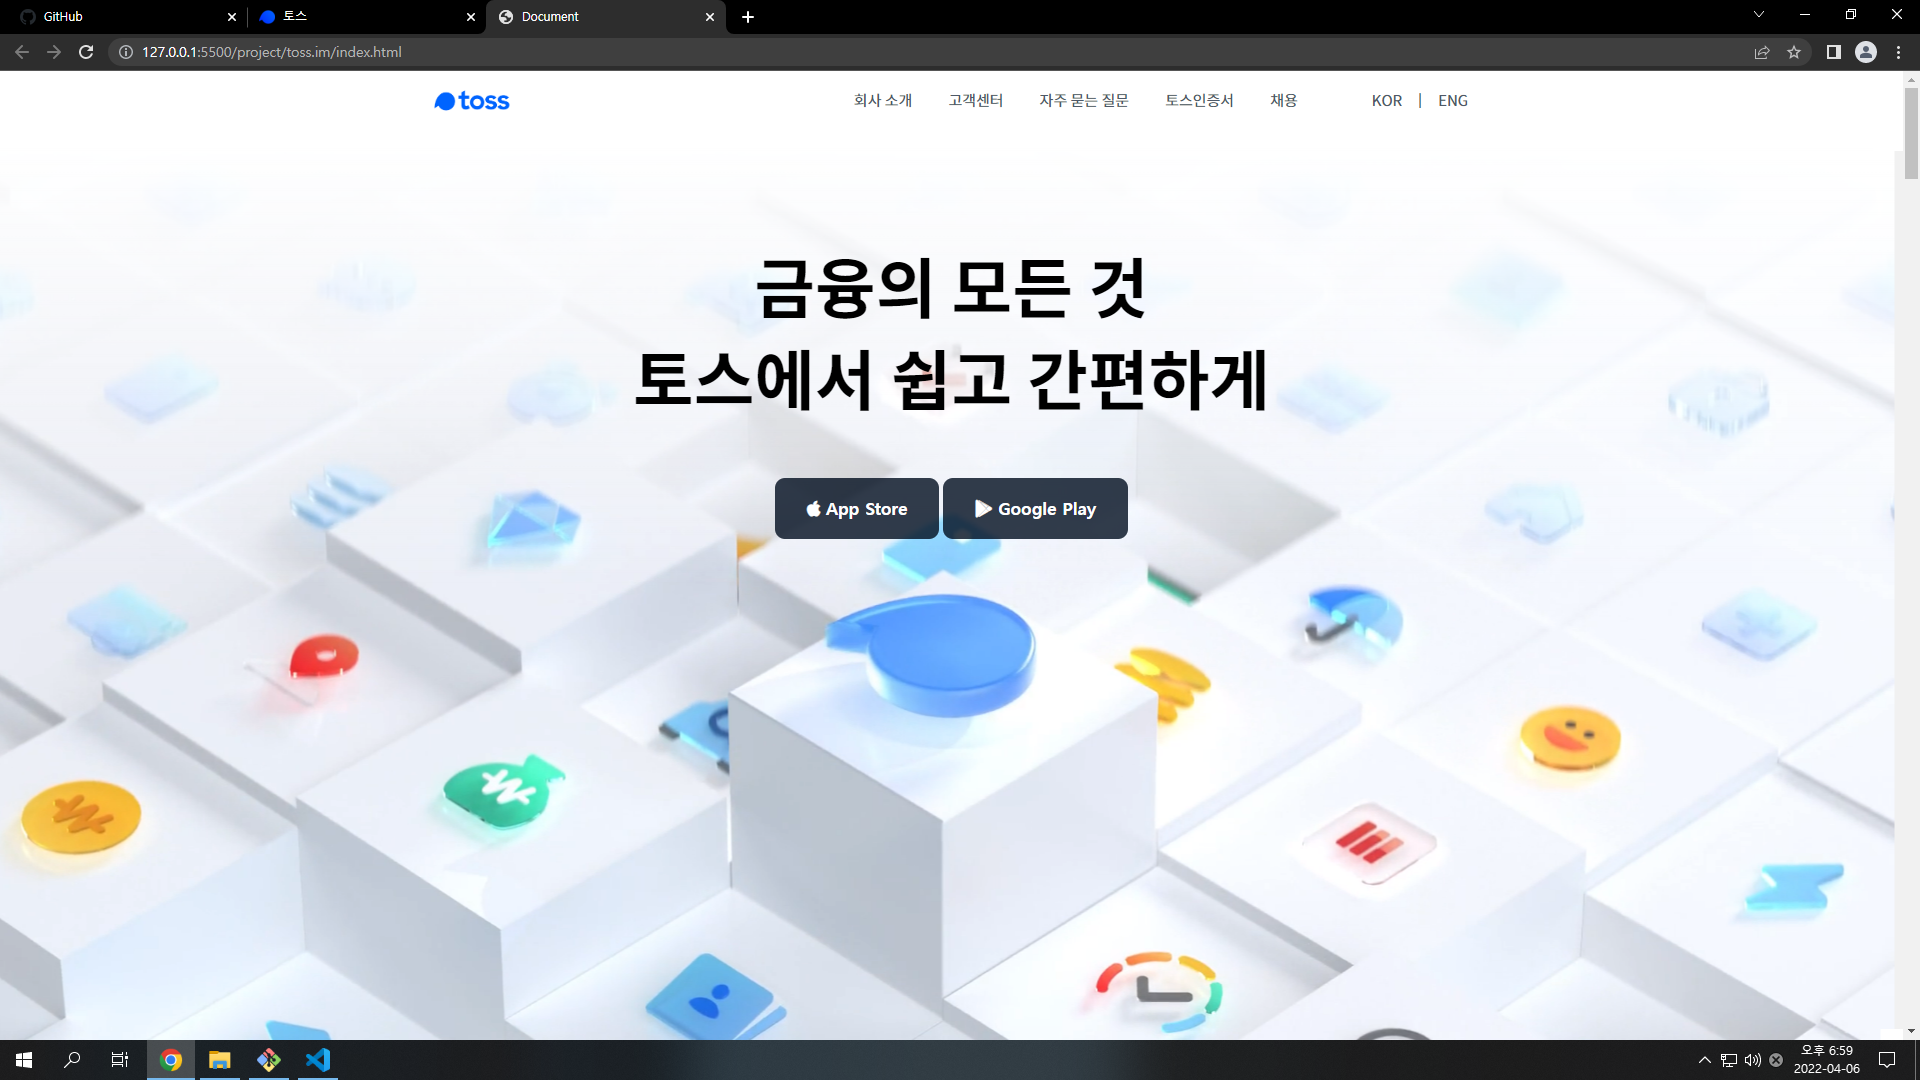 GitHub
토스
Document
127.0.0.1:5500/project/toss.im/index.html
toss
회사 소개
고객센터
자주 묻는 질문
토스인증서
채용
KOR | ENG
금융의 모든 것
토스에서 쉽고 간편하게
App Store
Google Play
오후 6:59
2022-04-06